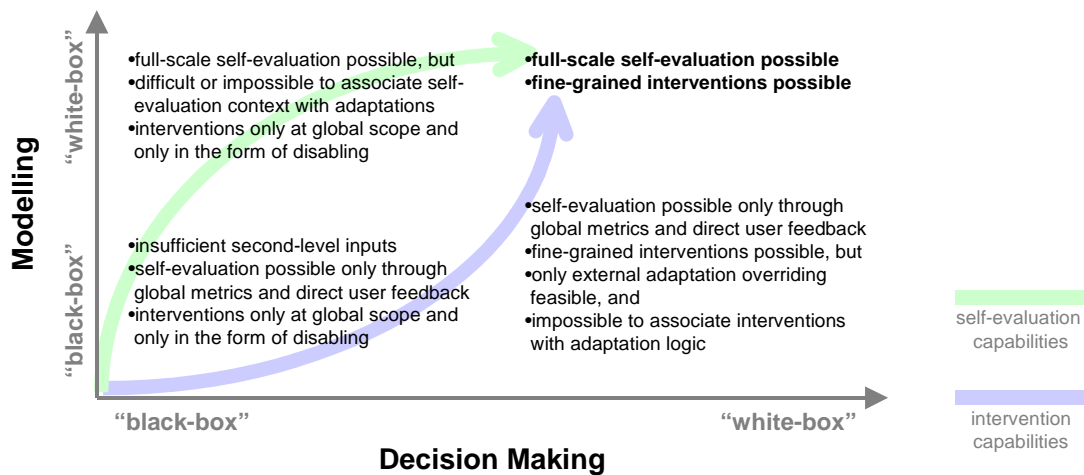 •full-scale self-evaluation possible, but
•difficult or impossible to associate self-
evaluation context with adaptations
•interventions only at global scope and
only in the form of disabling
•full-scale self-evaluation possible
•fine-grained interventions possible
•insufficient second-level inputs
•self-evaluation possible only through
global metrics and direct user feedback
•interventions only at global scope and
only in the form of disabling
•self-evaluation possible only through
global metrics and direct user feedback
•fine-grained interventions possible, but
•only external adaptation overriding
feasible, and
•impossible to associate interventions
with adaptation logic
Modelling
“white-box”
“black-box”
“black-box”
“white-box”
Decision Making
self-evaluation
capabilities
intervention
capabilities